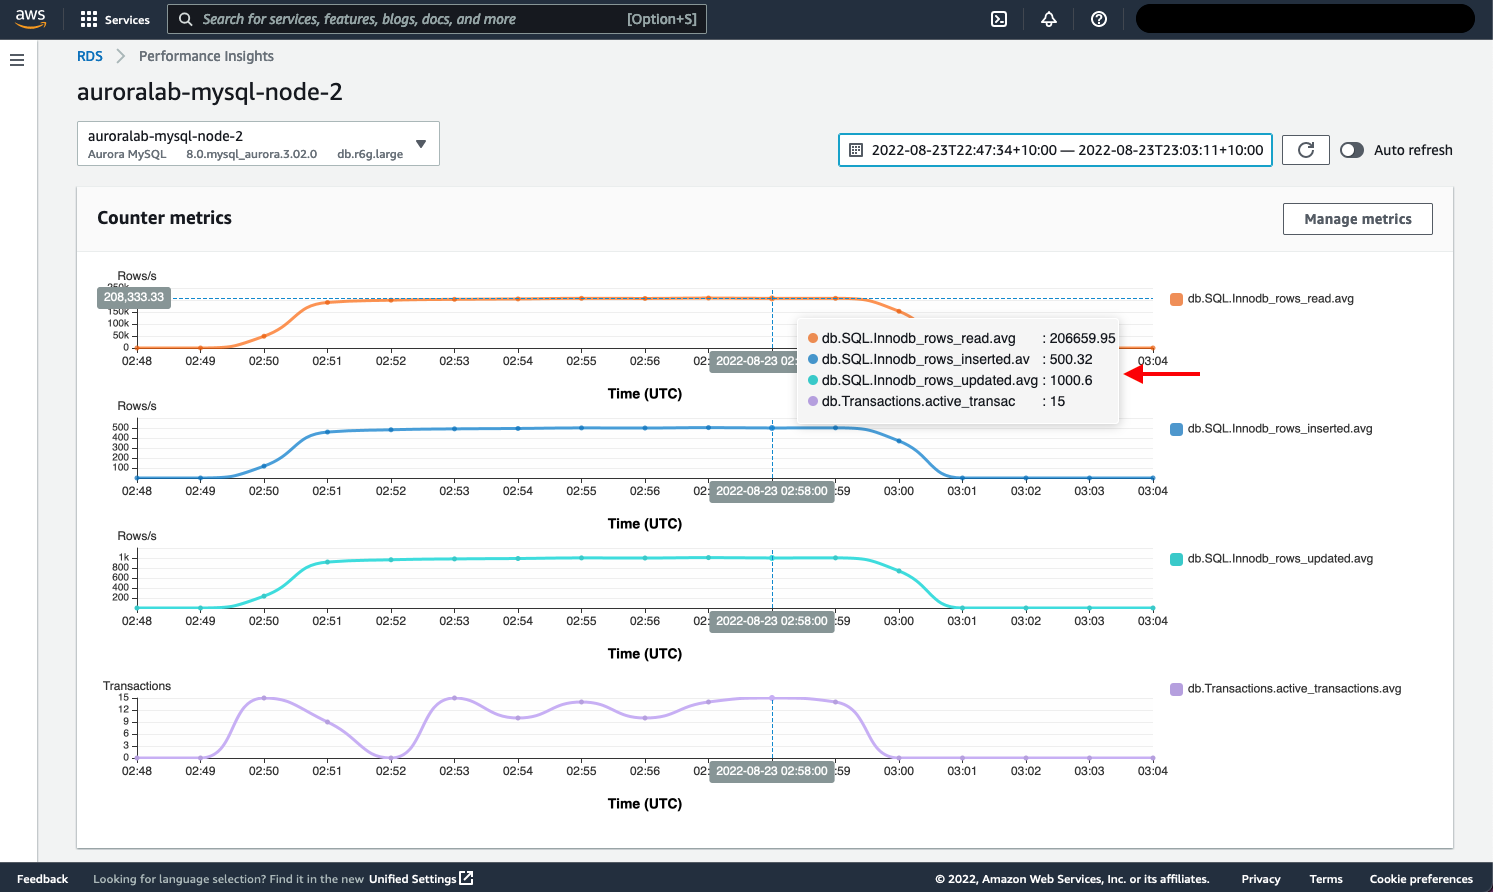 aws
Services
Search for services, features, blogs, docs, and more [Option+S]
RDS > Performance Insights
auroralab-mysql-node-2
auroralab-mysql-node-2
Aurora MySQL 8.0.mysql_aurora.3.02.0 db.r6g.large
2022-08-23T22:47:34+10:00 — 2022-08-23T23:03:11+10:00
Auto refresh
Counter metrics
Manage metrics
Rows/s
250k
208,333.33
150k
100k
50k
0
02:48 02:49 02:50 02:51 02:52 02:53 02:54 02:55 02:56 2022-08-23 02: 03:04
Time (UTC)
db.SQL.Innodb_rows_read.avg
db.SQL.Innodb_rows_read.avg : 206659.95
db.SQL.Innodb_rows_inserted.av : 500.32
db.SQL.Innodb_rows_updated.avg : 1000.6
db.Transactions.active_transac : 15
Rows/s
500
400
300
200
100
02:48 02:49 02:50 02:51 02:52 02:53 02:54 02:55 02:56 02: 2022-08-23 02:58:00 :59 03:00 03:01 03:02 03:03 03:04
Time (UTC)
db.SQL.Innodb_rows_inserted.avg
Rows/s
1k
800
600
400
200
02:48 02:49 02:50 02:51 02:52 02:53 02:54 02:55 02:56 02: 2022-08-23 02:58:00 :59 03:00 03:01 03:02 03:03 03:04
Time (UTC)
db.SQL.Innodb_rows_updated.avg
Transactions
15
12
9
6
3
0
02:48 02:49 02:50 02:51 02:52 02:53 02:54 02:55 02:56 02: 2022-08-23 02:58:00 :59 03:00 03:01 03:02 03:03 03:04
Time (UTC)
db.Transactions.active_transactions.avg
Feedback Looking for language selection? Find it in the new Unified Settings © 2022, Amazon Web Services, Inc. or its affiliates. Privacy Terms Cookie preferences